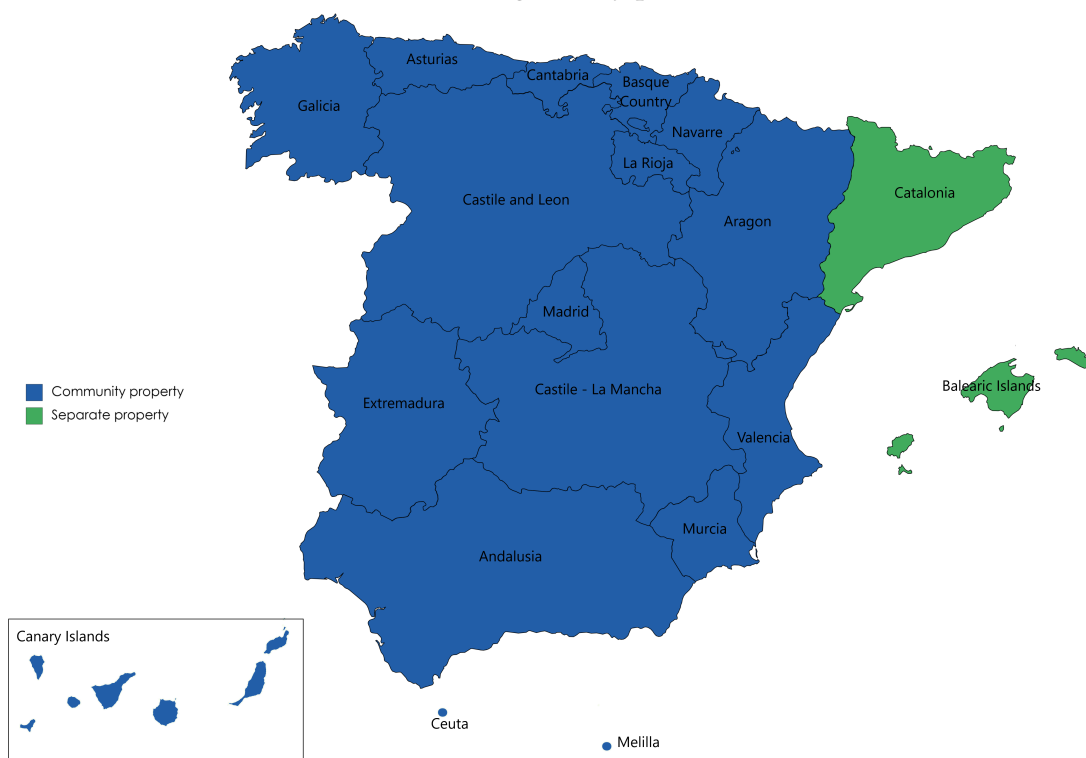 Asturias
Cantabria
Basque
Country
Galicia
Navarre
La Rioja
Catalonia
Castile and Leon
Aragon
Madrid
Community property
Separate property
Balearic Islands
Castile - La Mancha
Extremadura
Valencia
Murcia
Andalusia
Canary Islands
Ceuta
Melilla